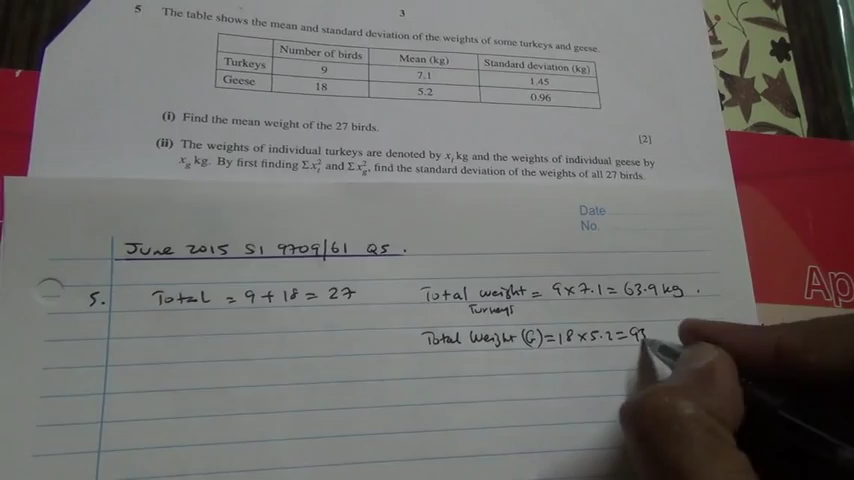 3
5 The table shows the mean and standard deviation of the weights of some turkeys and geese.
Number of birds Mean (kg) Standard deviation (kg)
Turkeys 9 7.1 1.45
Geese 18 5.2 0.96
(i) Find the mean weight of the 27 birds. [2]
(ii) The weights of individual turkeys are denoted by xₜ kg and the weights of individual geese by
x_g kg. By first finding Σxₜ² and Σx_g², find the standard deviation of the weights of all 27 birds.
Date
No.
June 2015 S1 9709/61 Q5.
5. Total = 9+18 = 27 Total weight = 9×7.1 = 63.9 kg.
Turkeys
Total Weight (G) = 18×5.2 = 93
Ap